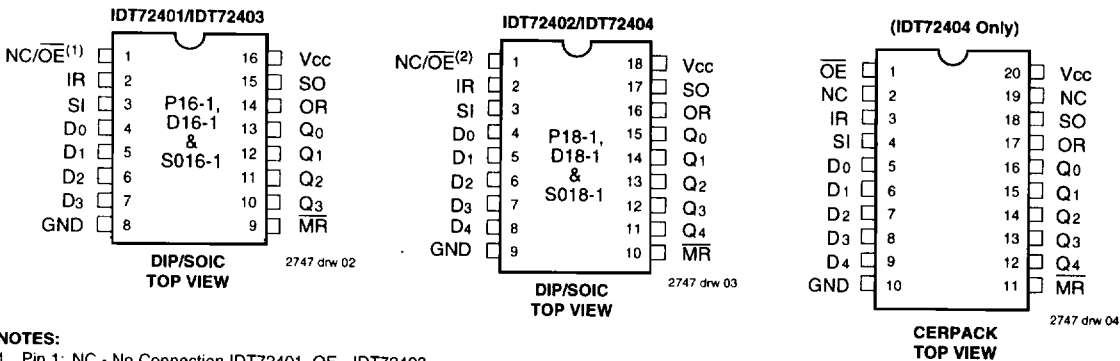 IDT72401/IDT72403
NC/OE(1) 1 16 Vcc
IR 2 15 SO
SI 3 14 OR
D0 4 13 Q0
D1 5 12 Q1
D2 6 11 Q2
D3 7 10 Q3
GND 8 9 MR
P16-1,
D16-1
&
S016-1
DIP/SOIC
TOP VIEW
2747 drw 02
IDT72402/IDT72404
NC/OE(2) 1 18 Vcc
IR 2 17 SO
SI 3 16 OR
D0 4 15 Q0
D1 5 14 Q1
D2 6 13 Q2
D3 7 12 Q3
D4 8 11 Q4
GND 9 10 MR
P18-1,
D18-1
&
S018-1
DIP/SOIC
TOP VIEW
2747 drw 03
(IDT72404 Only)
OE 1 20 Vcc
NC 2 19 NC
IR 3 18 SO
SI 4 17 OR
D0 5 16 Q0
D1 6 15 Q1
D2 7 14 Q2
D3 8 13 Q3
D4 9 12 Q4
GND 10 11 MR
CERPACK
TOP VIEW
2747 drw 04
NOTES:
1. Pin 1: NC - No Connection IDT72401, OE - IDT72403